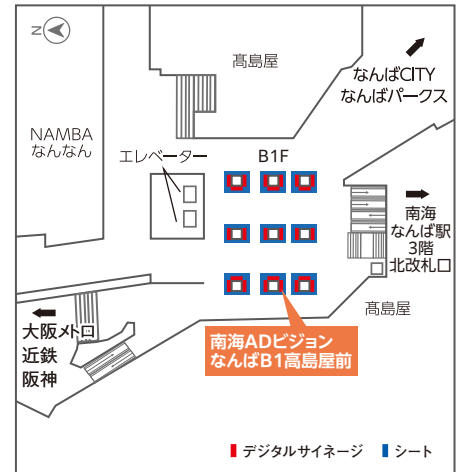 N
髙島屋
なんばCITY
なんばパークス
NAMBA
なんなん
エレベーター
B1F
南海
なんば駅
3階
北改札口
髙島屋
大阪メトロ
近鉄
阪神
南海ADビジョン
なんばB1高島屋前
デジタルサイネージ
シート